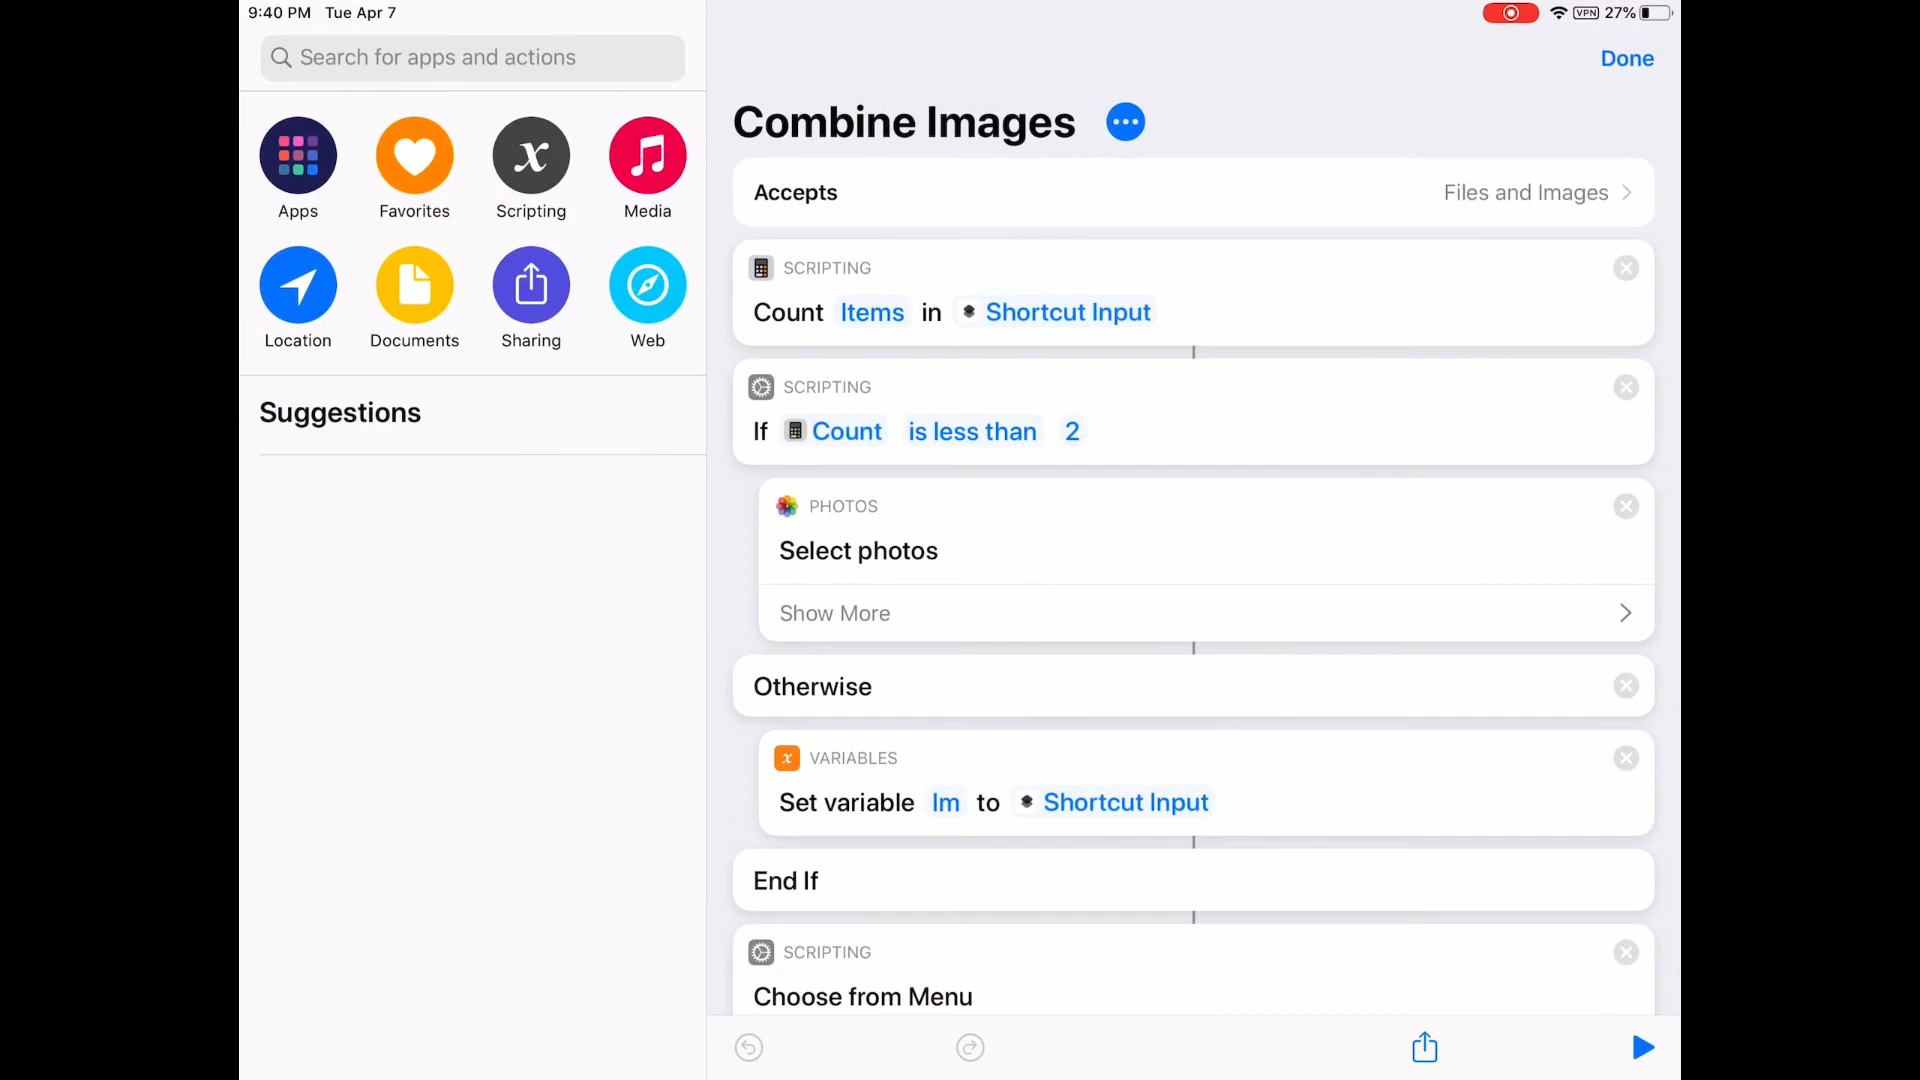 9:40 PM Tue Apr 7
VPN 27%
Search for apps and actions
Done
Apps
Favorites
Scripting
Media
Location
Documents
Sharing
Web
Suggestions
Combine Images
Accepts
Files and Images
SCRIPTING
Count Items in Shortcut Input
SCRIPTING
If Count is less than 2
PHOTOS
Select photos
Show More
Otherwise
VARIABLES
Set variable Im to Shortcut Input
End If
SCRIPTING
Choose from Menu